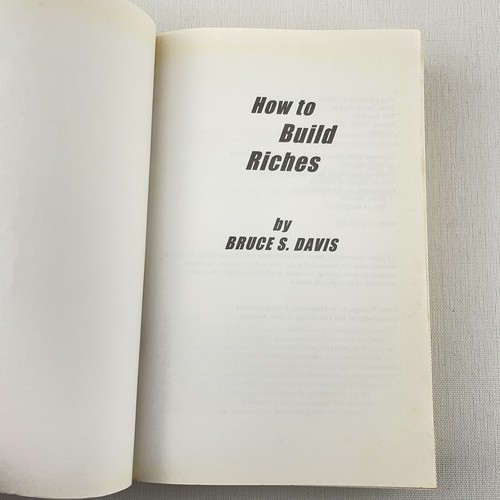 How to
Build
Riches
by
BRUCE S. DAVIS